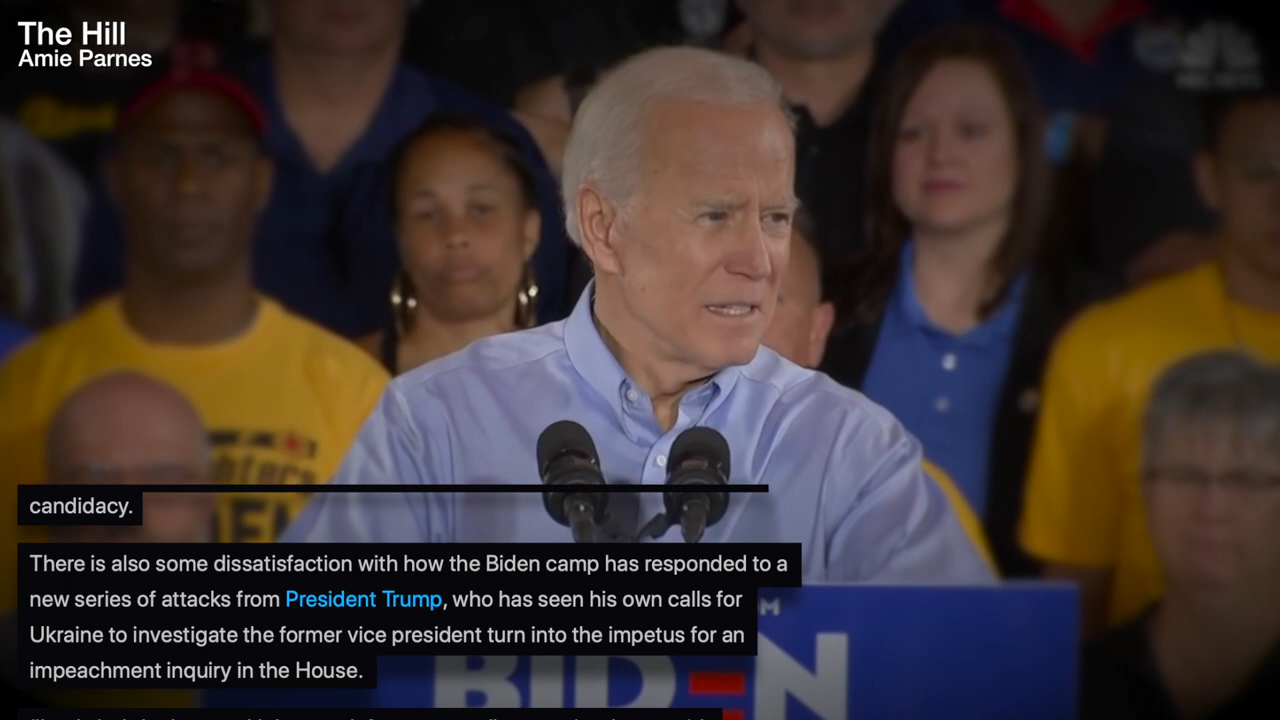 The Hill
Amie Parnes
candidacy.
There is also some dissatisfaction with how the Biden camp has responded to a
new series of attacks from President Trump, who has seen his own calls for
Ukraine to investigate the former vice president turn into the impetus for an
impeachment inquiry in the House.
BIDEN